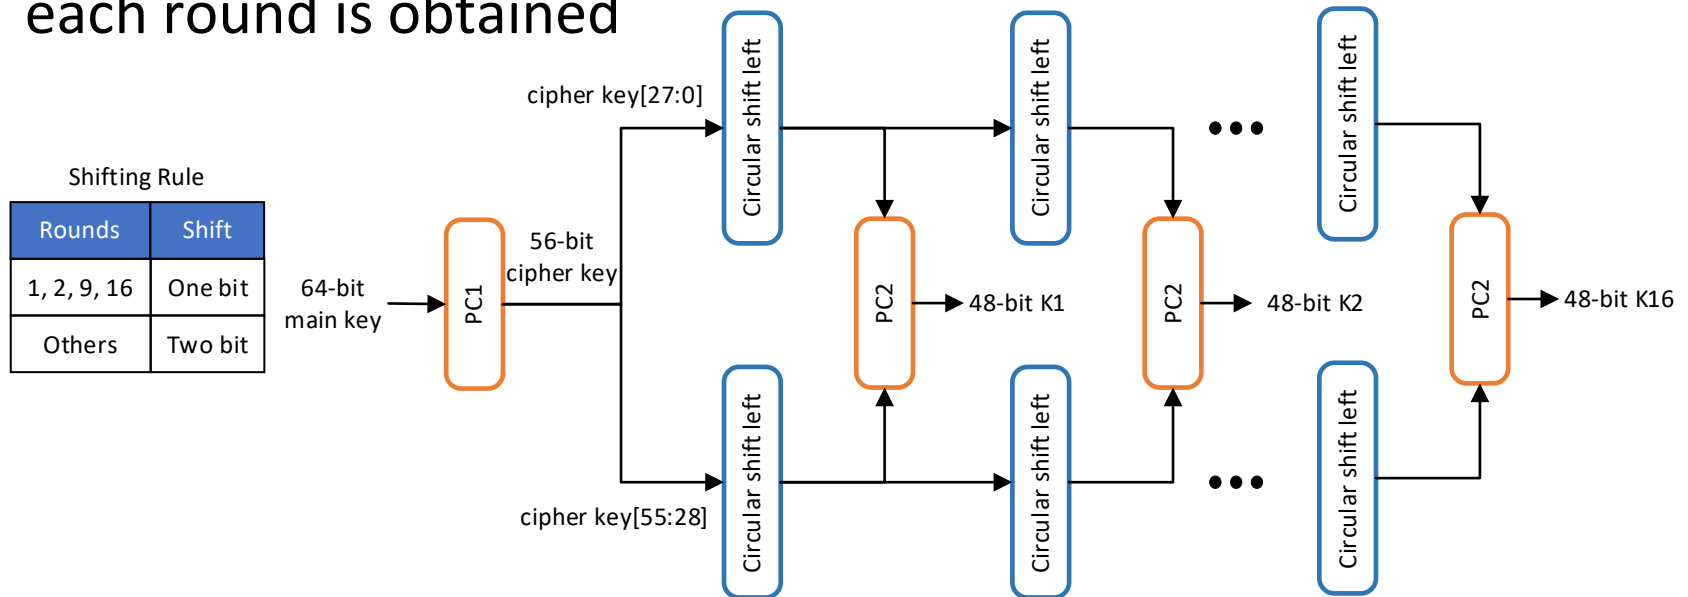 each round is obtained
Shifting Rule
Rounds Shift
1, 2, 9, 16 One bit
Others Two bit
64-bit
main key
PC1
56-bit
cipher key
cipher key[27:0]
cipher key[55:28]
Circular shift left
Circular shift left
PC2
48-bit K1
Circular shift left
Circular shift left
PC2
48-bit K2
Circular shift left
Circular shift left
PC2
48-bit K16